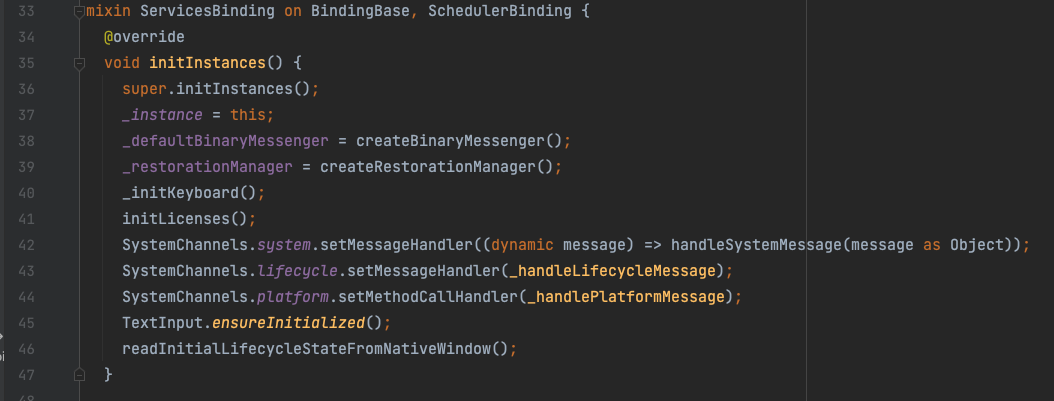 33 mixin ServicesBinding on BindingBase, SchedulerBinding {
34 @override
35 void initInstances() {
36 super.initInstances();
37 _instance = this;
38 _defaultBinaryMessenger = createBinaryMessenger();
39 _restorationManager = createRestorationManager();
40 _initKeyboard();
41 initLicenses();
42 SystemChannels.system.setMessageHandler((dynamic message) => handleSystemMessage(message as Object));
43 SystemChannels.lifecycle.setMessageHandler(_handleLifecycleMessage);
44 SystemChannels.platform.setMethodCallHandler(_handlePlatformMessage);
45 TextInput.ensureInitialized();
46 readInitialLifecycleStateFromNativeWindow();
47 }
48